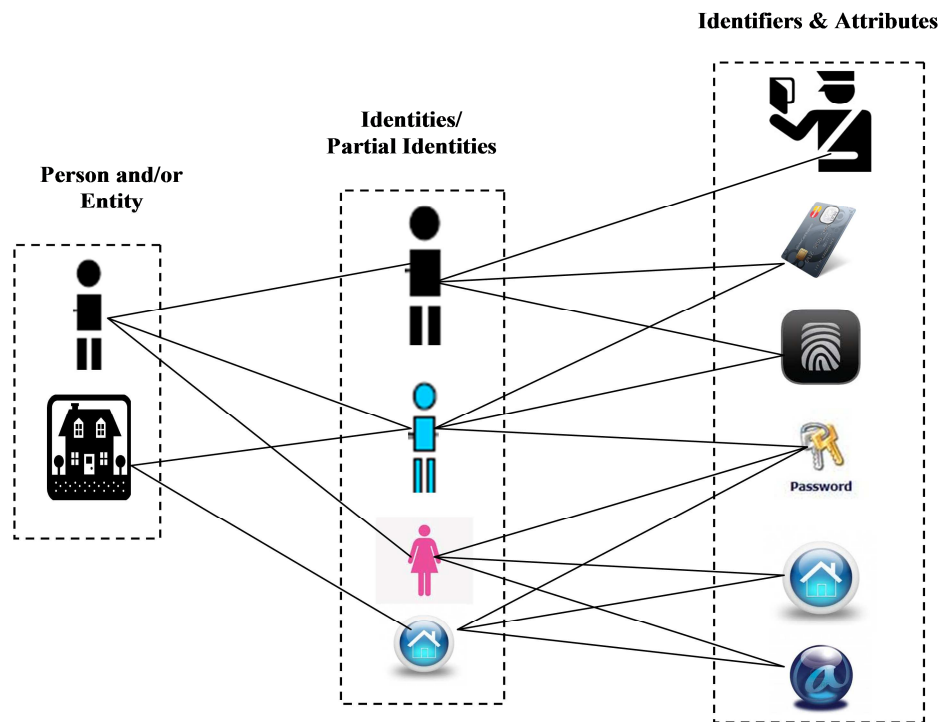 Identifiers & Attributes
Identities/
Partial Identities
Person and/or
Entity
Password